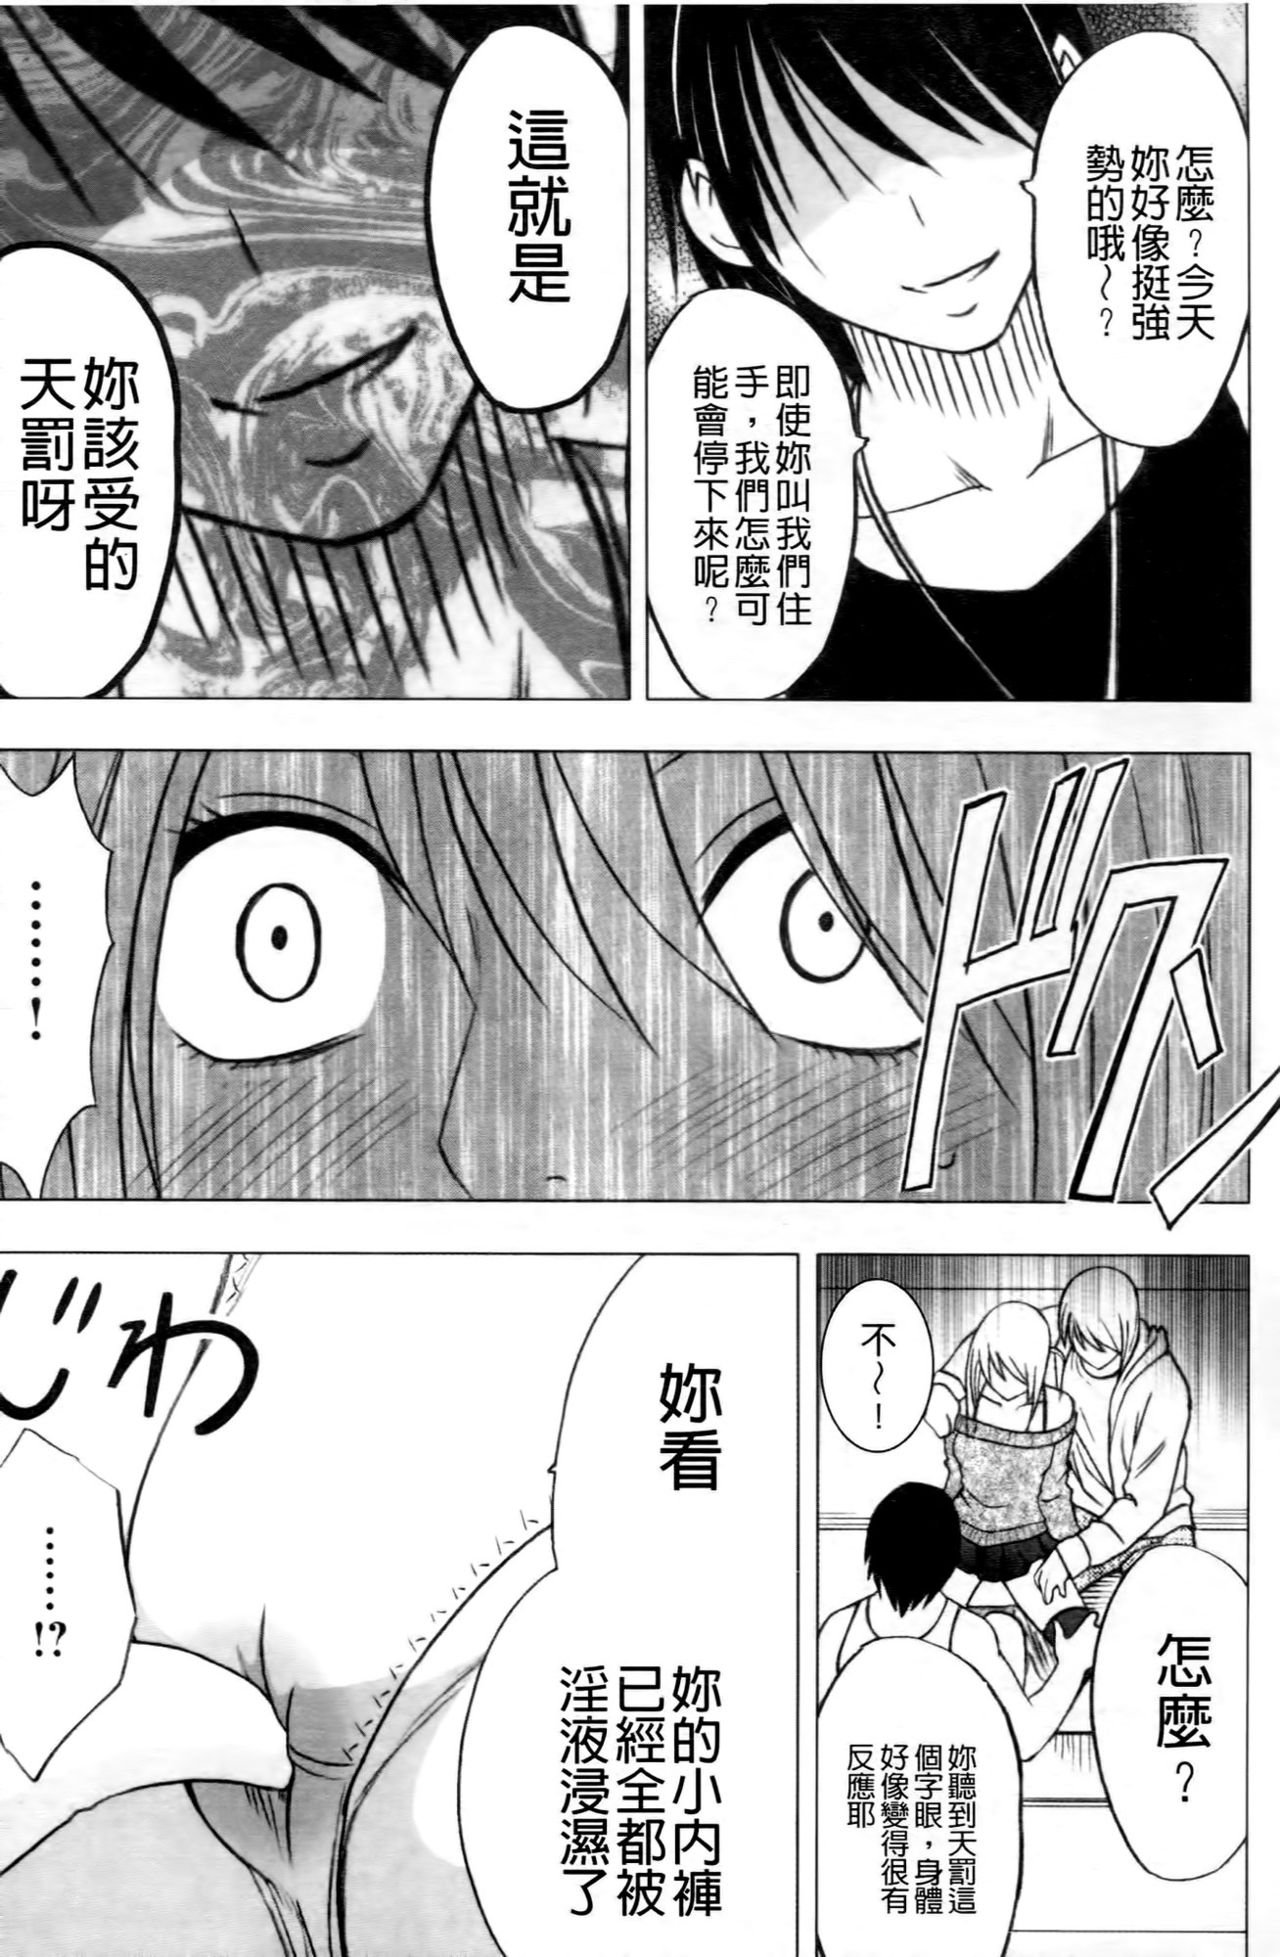 怎麼？今天
妳好像挺強
勢的哦～？
即使妳叫我們住
手，我們怎麼可
能會停下來呢？
這就是
妳該受的
天罰呀
ドクン
………！
不～！
怎麼？
妳聽到天罰這
個字眼，身體
好像變得很有
反應耶
妳看
妳的小內褲
已經全都被
淫液浸濕了
じわ
………!?